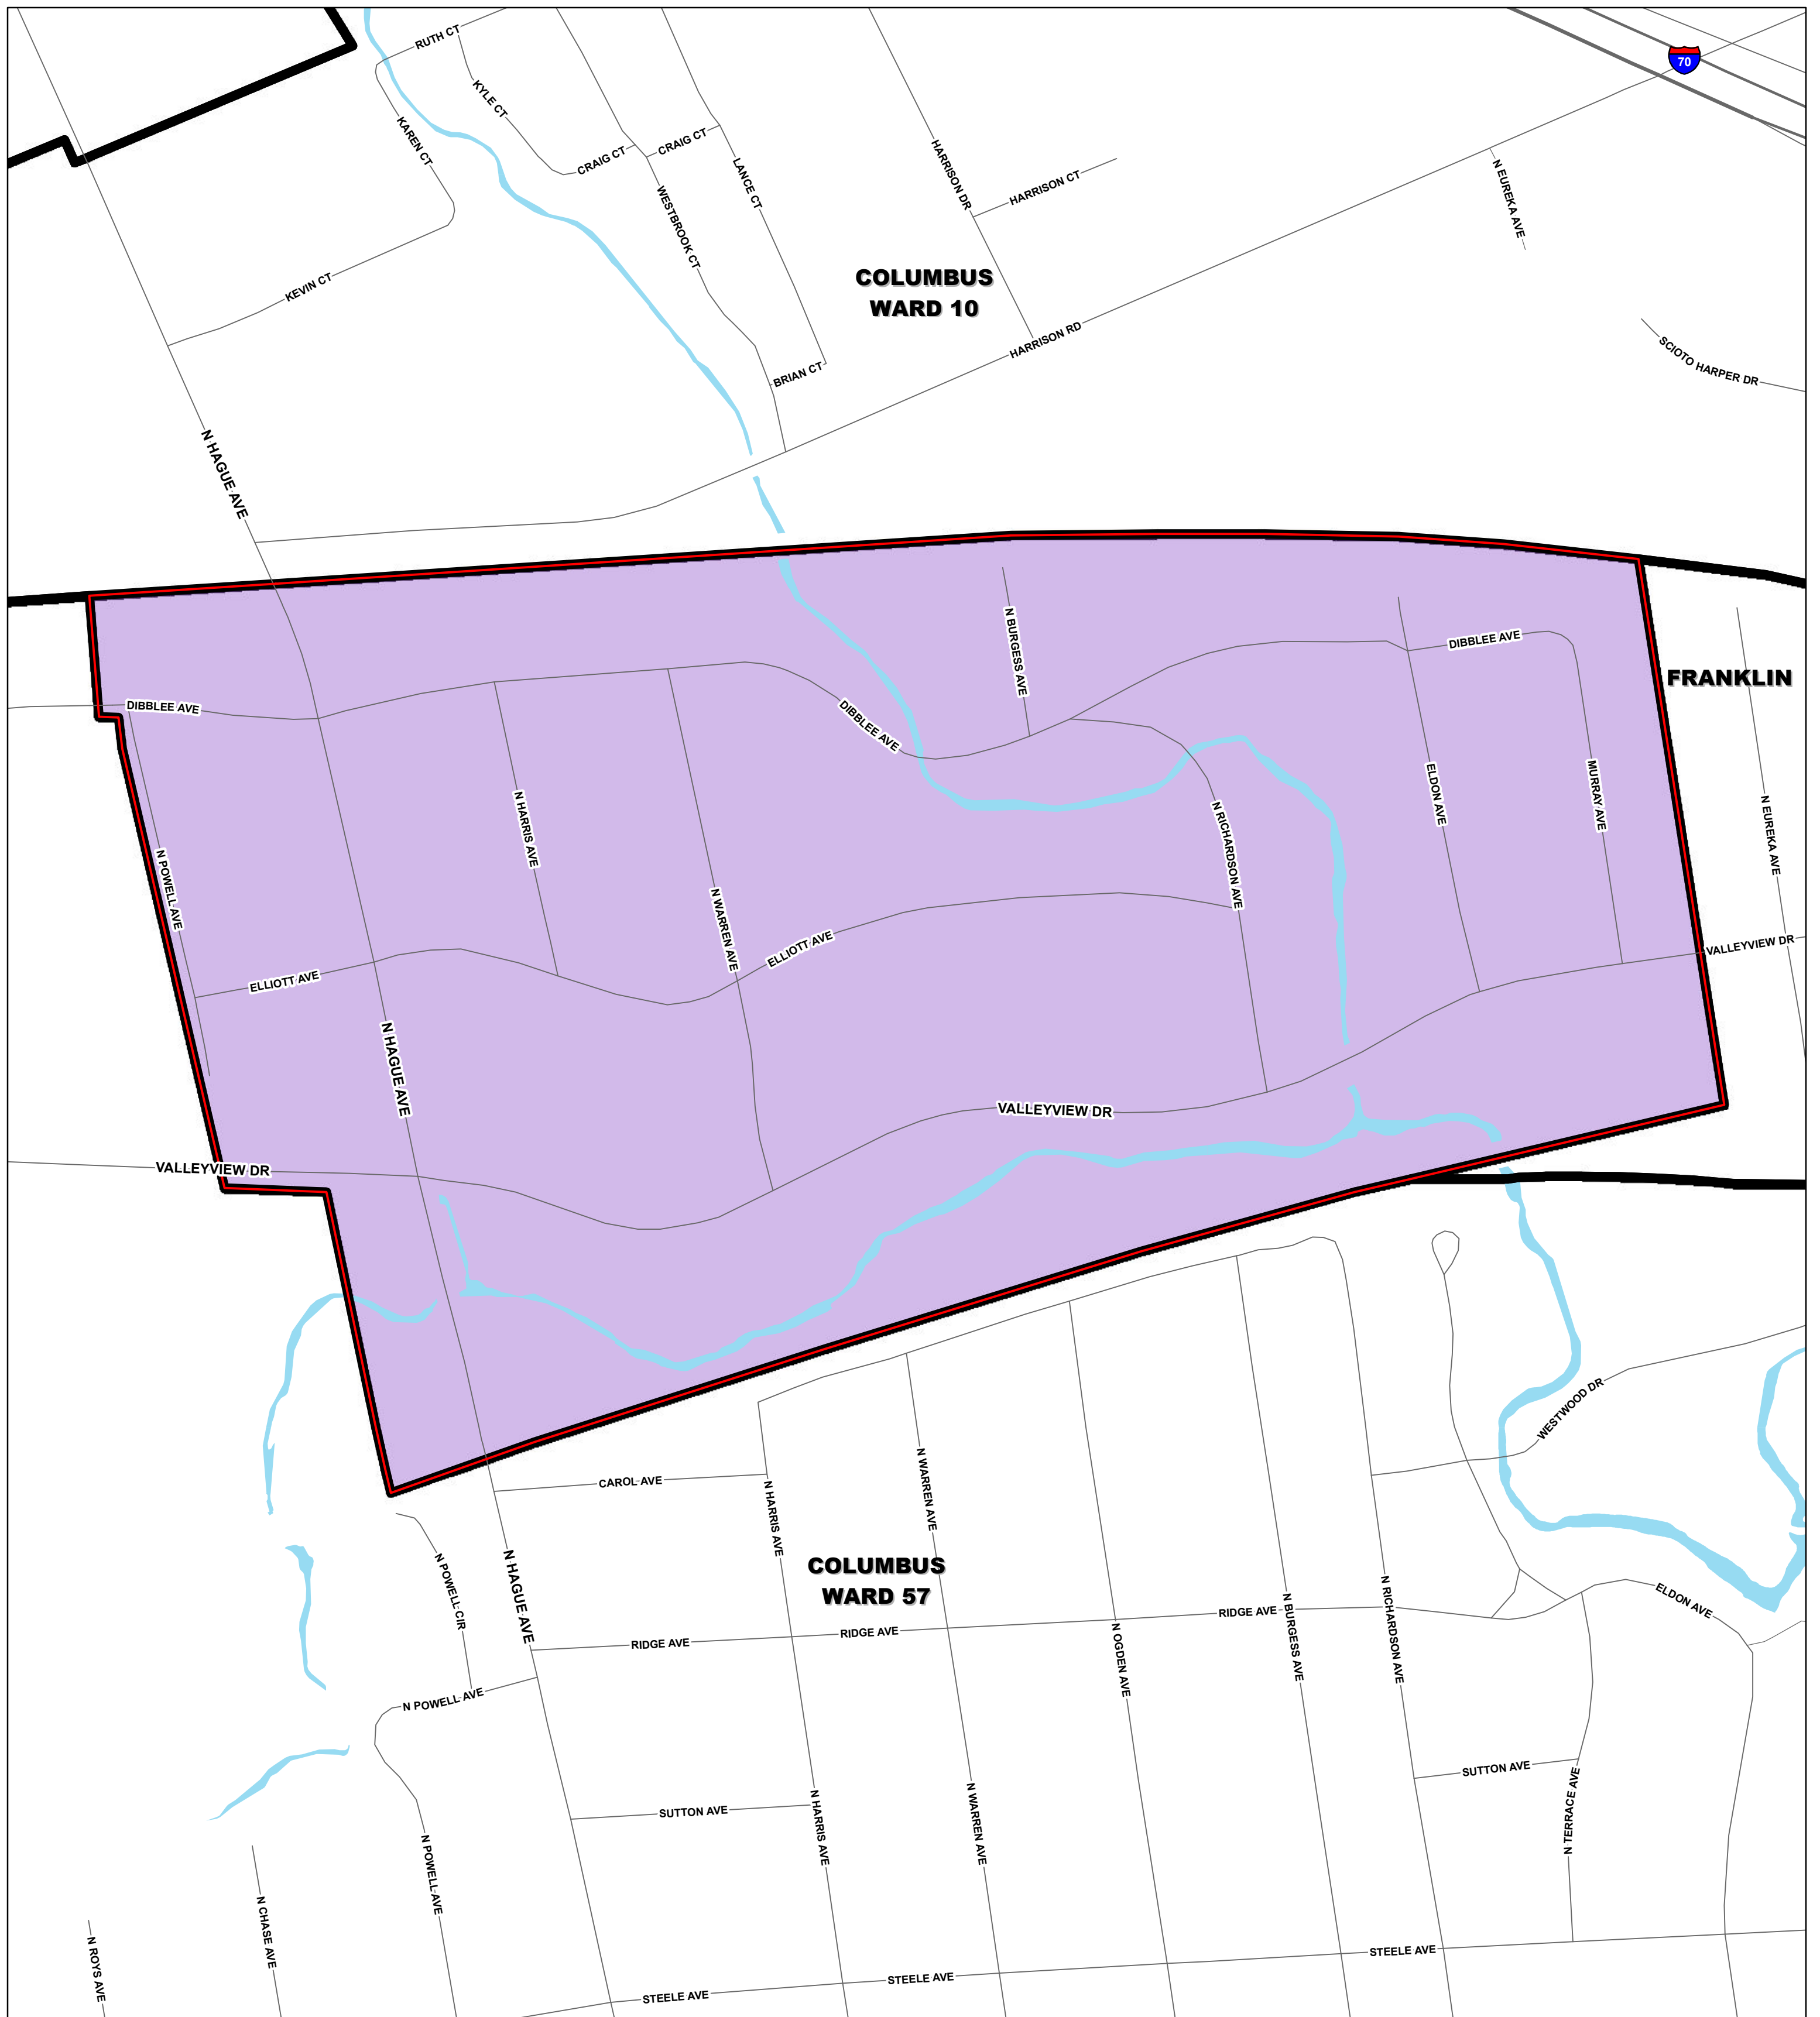 RUTH CT
70
KYLE CT
KAREN CT
CRAIG CT
CRAIG CT
LANCE CT
HARRISON DR
HARRISON CT
N EUREKA AVE
WESTBROOK CT
KEVIN CT
COLUMBUS
WARD 10
HARRISON RD
SCIOTO HARPER DR
BRIAN CT
N HAGUE AVE
N BURGESS AVE
DIBBLEE AVE
FRANKLIN
DIBBLEE AVE
DIBBLEE AVE
N HARRIS AVE
ELDON AVE
MURRAY AVE
N EUREKA AVE
N POWELL AVE
N WARREN AVE
N RICHARDSON AVE
ELLIOTT AVE
VALLEYVIEW DR
ELLIOTT AVE
N HAGUE AVE
VALLEYVIEW DR
VALLEYVIEW DR
WESTWOOD DR
CAROL AVE
N HARRIS AVE
N WARREN AVE
COLUMBUS
WARD 57
N POWELL CIR
N HAGUE AVE
RIDGE AVE
RIDGE AVE
RIDGE AVE
N OGDEN AVE
N BURGESS AVE
N RICHARDSON AVE
ELDON AVE
N POWELL AVE
SUTTON AVE
SUTTON AVE
N HARRIS AVE
N WARREN AVE
N TERRACE AVE
N POWELL AVE
N CHASE AVE
N ROYS AVE
STEELE AVE
STEELE AVE
STEELE AVE